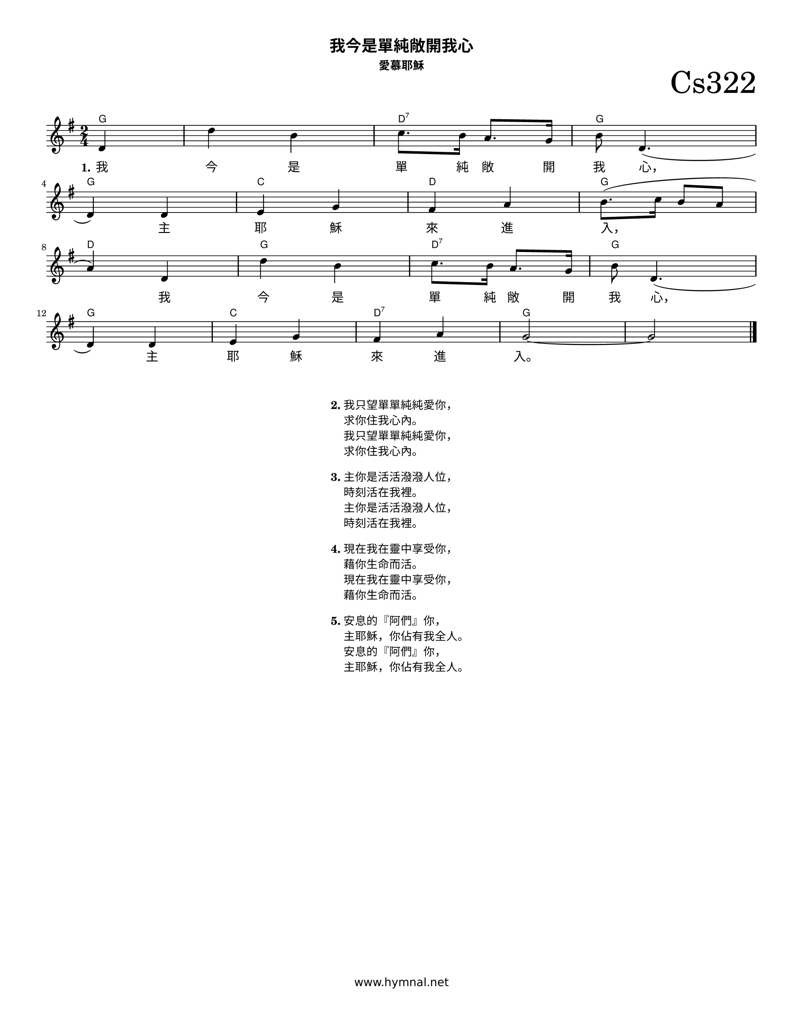 我今是單純敞開我心
愛慕耶穌
Cs322
G D7 G
1. 我 今 是 單 純 敞 開 我 心，
4 G C D G
主 耶 穌 來 進 入，
8 D G D7 G
我 今 是 單 純 敞 開 我 心，
12 G C D7 G
主 耶 穌 來 進 入。
2. 我只望單單純純愛你，
求你住我心內。
我只望單單純純愛你，
求你住我心內。
3. 主你是活活潑潑人位，
時刻活在我裡。
主你是活活潑潑人位，
時刻活在我裡。
4. 現在我在靈中享受你，
藉你生命而活。
現在我在靈中享受你，
藉你生命而活。
5. 安息的『阿們』你，
主耶穌，你佔有我全人。
安息的『阿們』你，
主耶穌，你佔有我全人。
www.hymnal.net